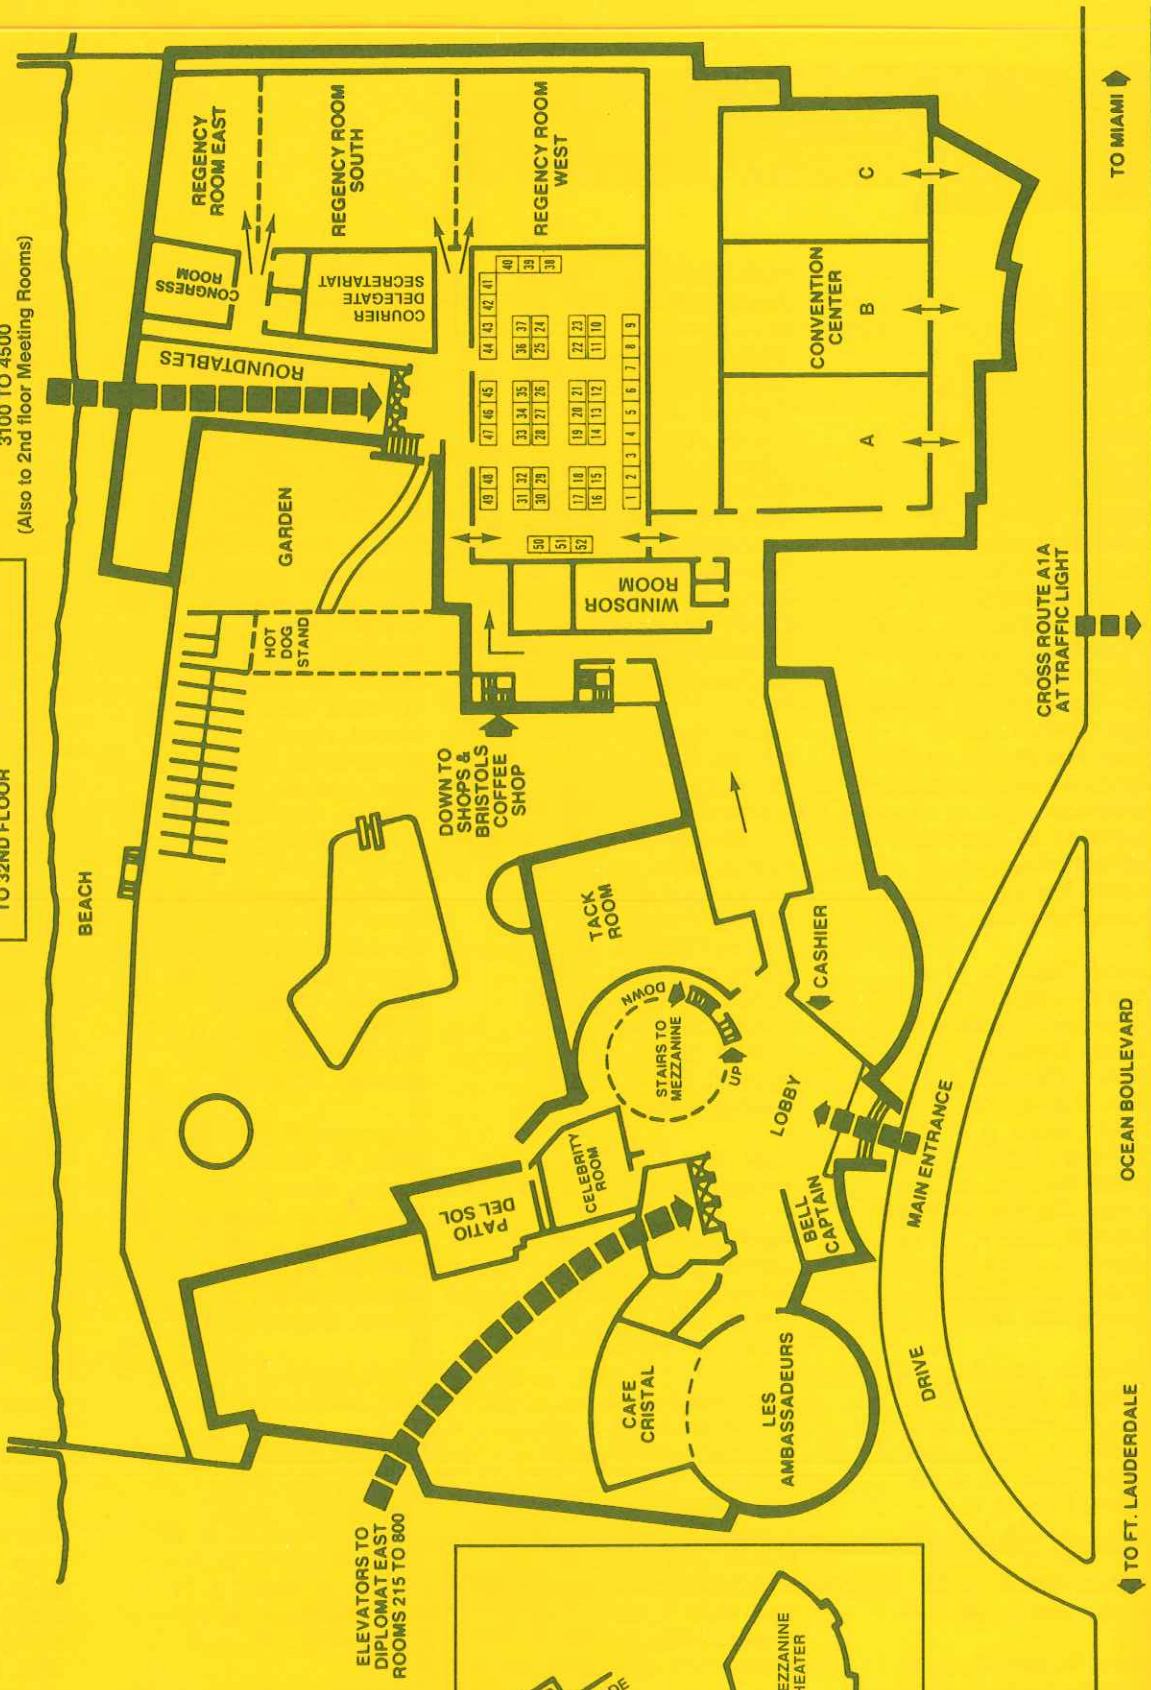 TO 32ND FLOOR
3100 TO 4500
(Also to 2nd floor Meeting Rooms)
BEACH
REGENCY
ROOM EAST
REGENCY ROOM
SOUTH
REGENCY ROOM
WEST
CONGRESS
ROOM
COURIER
DELEGATE
SECRETARIAT
ROUNDTABLES
GARDEN
HOT
DOG
STAND
40
39
38
44 43 42 41
36 37
25 24
22 23
11 10
47 46 45
33 34 35
28 27 26
19 20 21
14 13 12
49 48
31 32
30 29
17 18
16 15
1 2 3 4 5 6 7 8 9
50
51
52
WINDSOR
ROOM
CONVENTION
CENTER
A
B
C
DOWN TO
SHOPS &
BRISTOLS
COFFEE
SHOP
TACK
ROOM
CASHIER
STAIRS TO
MEZZANINE
DOWN
UP
LOBBY
CELEBRITY
ROOM
PATIO
DEL SOL
BELL
CAPTAIN
MAIN ENTRANCE
DRIVE
CAFE
CRISTAL
LES
AMBASSADEURS
ELEVATORS TO
DIPLOMAT EAST
ROOMS 215 TO 800
CROSS ROUTE A1A
AT TRAFFIC LIGHT
TO MIAMI
OCEAN BOULEVARD
TO FT. LAUDERDALE